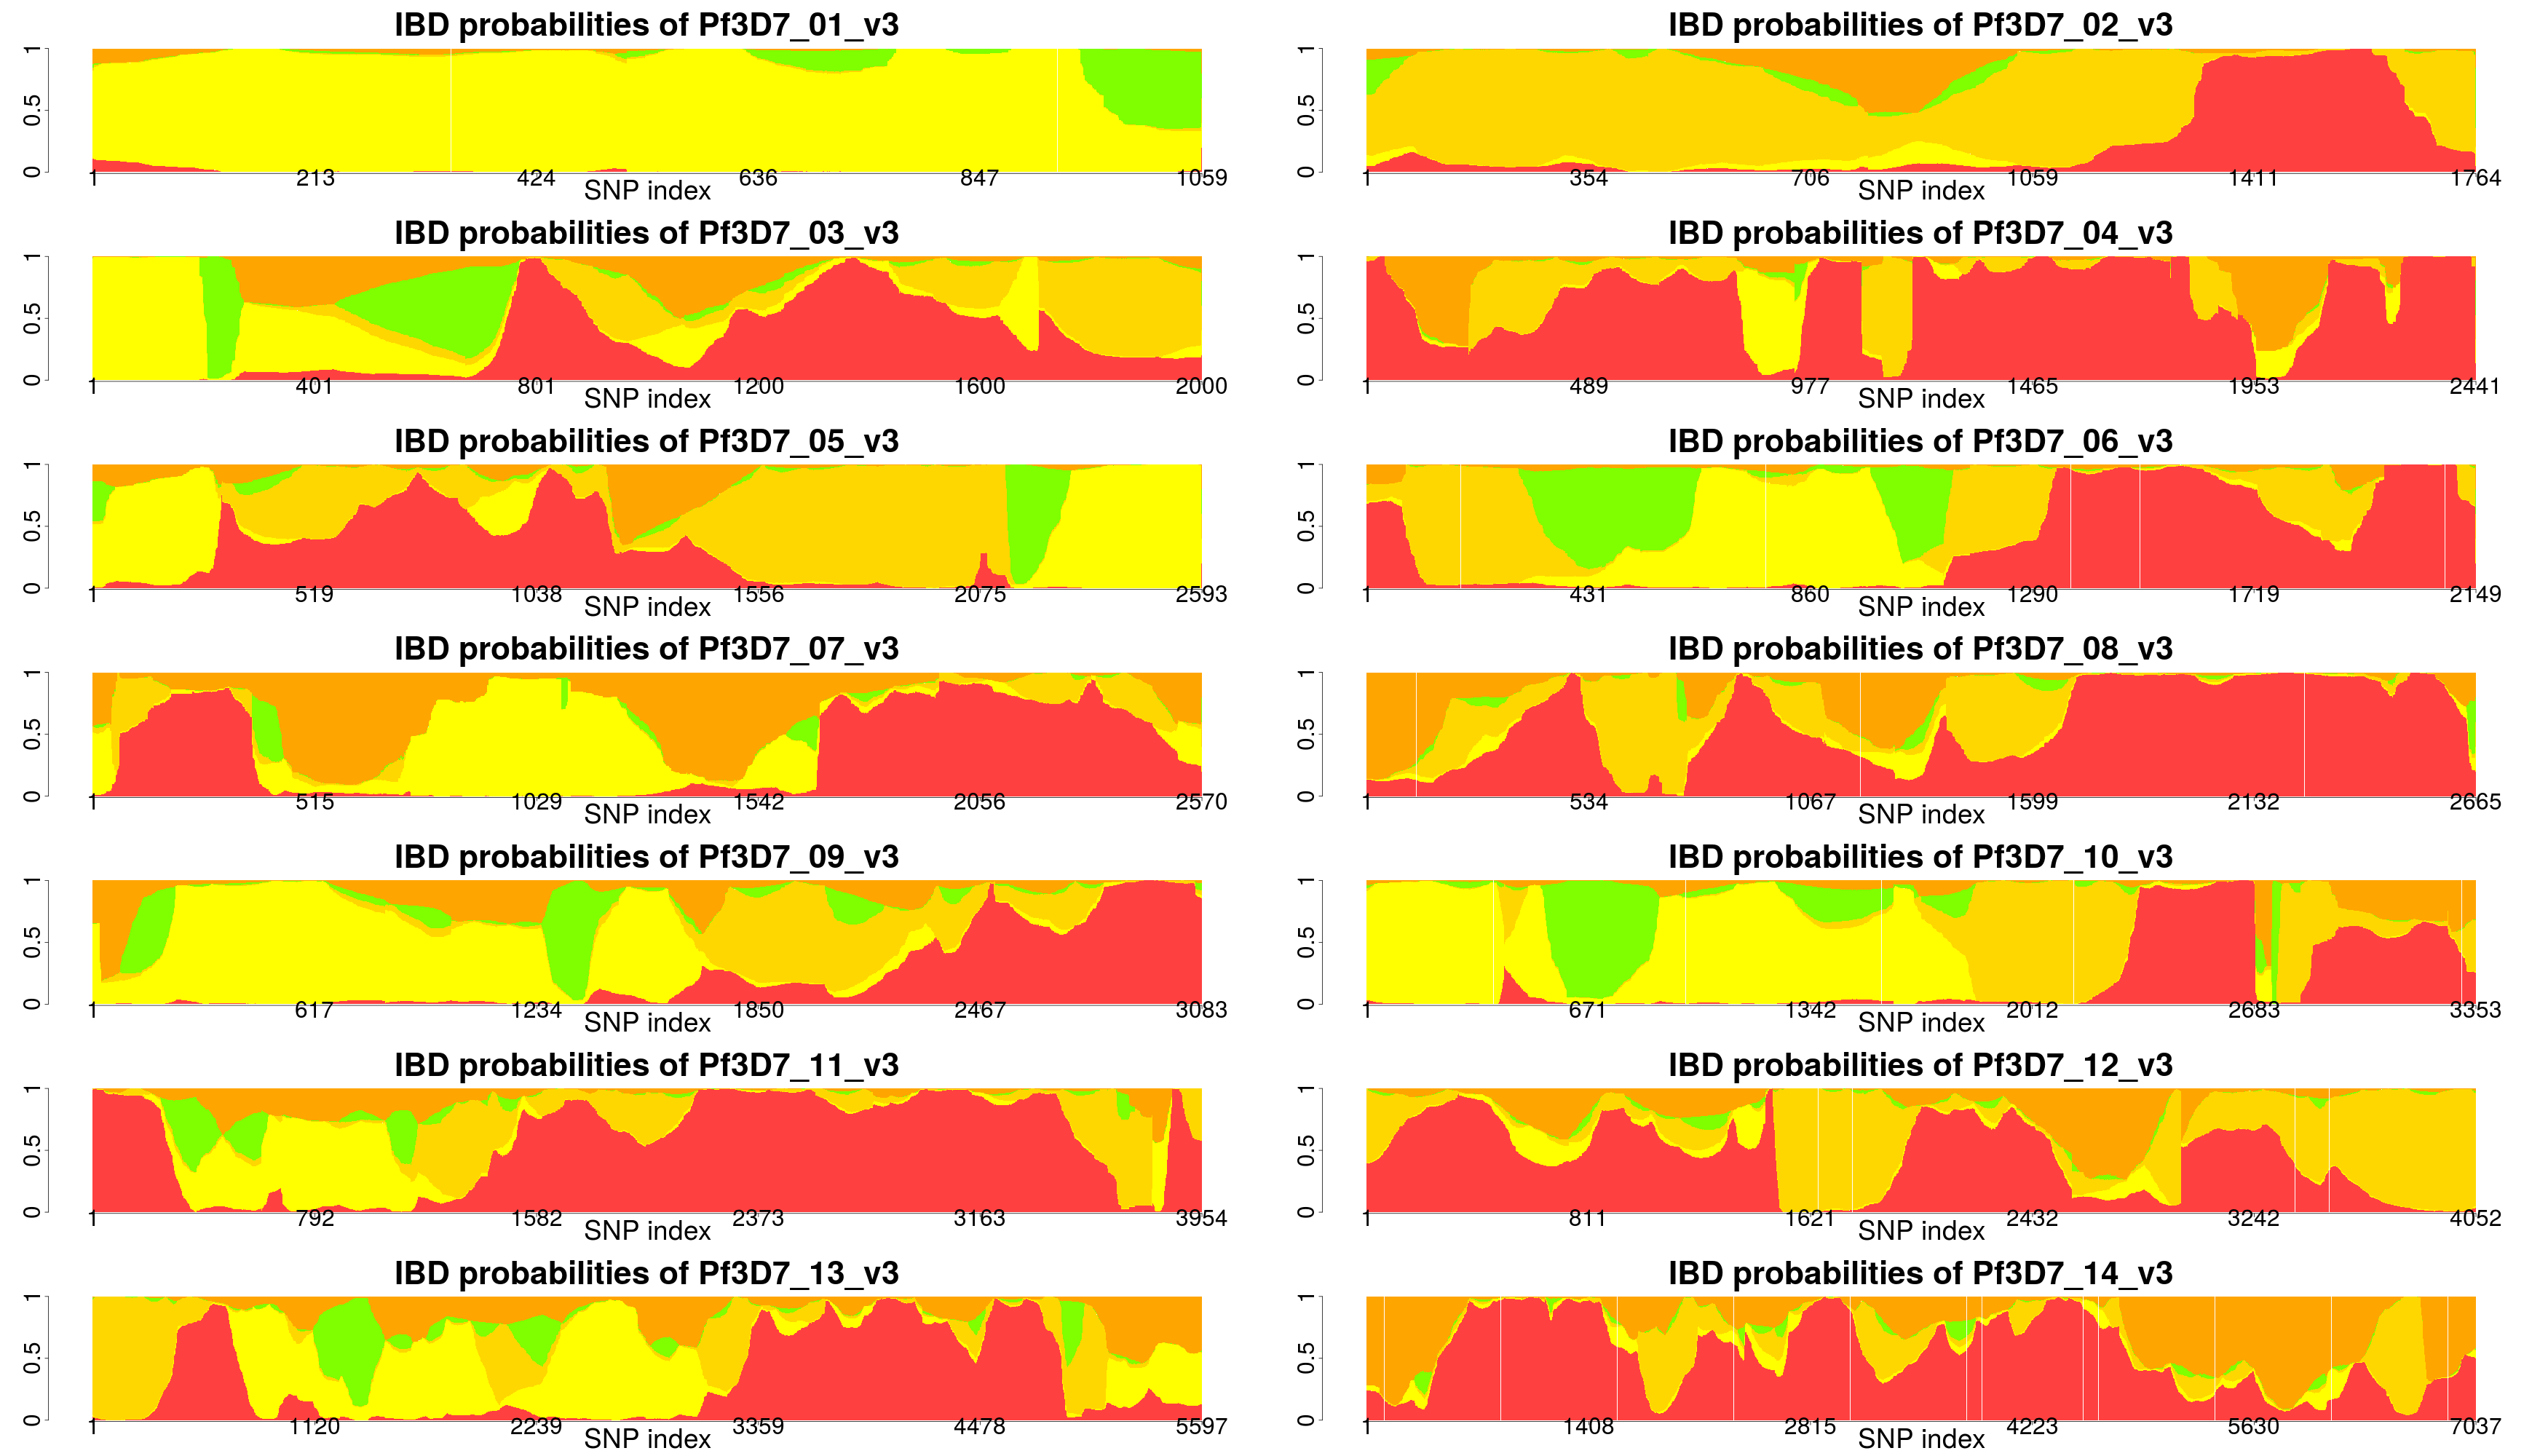 IBD probabilities of Pf3D7_01_v3
1
0.5
0
1 213 424 636 847 1059
SNP index
IBD probabilities of Pf3D7_02_v3
1
0.5
0
1 354 706 1059 1411 1764
SNP index
IBD probabilities of Pf3D7_03_v3
1
0.5
0
1 401 801 1200 1600 2000
SNP index
IBD probabilities of Pf3D7_04_v3
1
0.5
0
1 489 977 1465 1953 2441
SNP index
IBD probabilities of Pf3D7_05_v3
1
0.5
0
1 519 1038 1556 2075 2593
SNP index
IBD probabilities of Pf3D7_06_v3
1
0.5
0
1 431 860 1290 1719 2149
SNP index
IBD probabilities of Pf3D7_07_v3
1
0.5
0
1 515 1029 1542 2056 2570
SNP index
IBD probabilities of Pf3D7_08_v3
1
0.5
0
1 534 1067 1599 2132 2665
SNP index
IBD probabilities of Pf3D7_09_v3
1
0.5
0
1 617 1234 1850 2467 3083
SNP index
IBD probabilities of Pf3D7_10_v3
1
0.5
0
1 671 1342 2012 2683 3353
SNP index
IBD probabilities of Pf3D7_11_v3
1
0.5
0
1 792 1582 2373 3163 3954
SNP index
IBD probabilities of Pf3D7_12_v3
1
0.5
0
1 811 1621 2432 3242 4052
SNP index
IBD probabilities of Pf3D7_13_v3
1
0.5
0
1 1120 2239 3359 4478 5597
SNP index
IBD probabilities of Pf3D7_14_v3
1
0.5
0
1 1408 2815 4223 5630 7037
SNP index